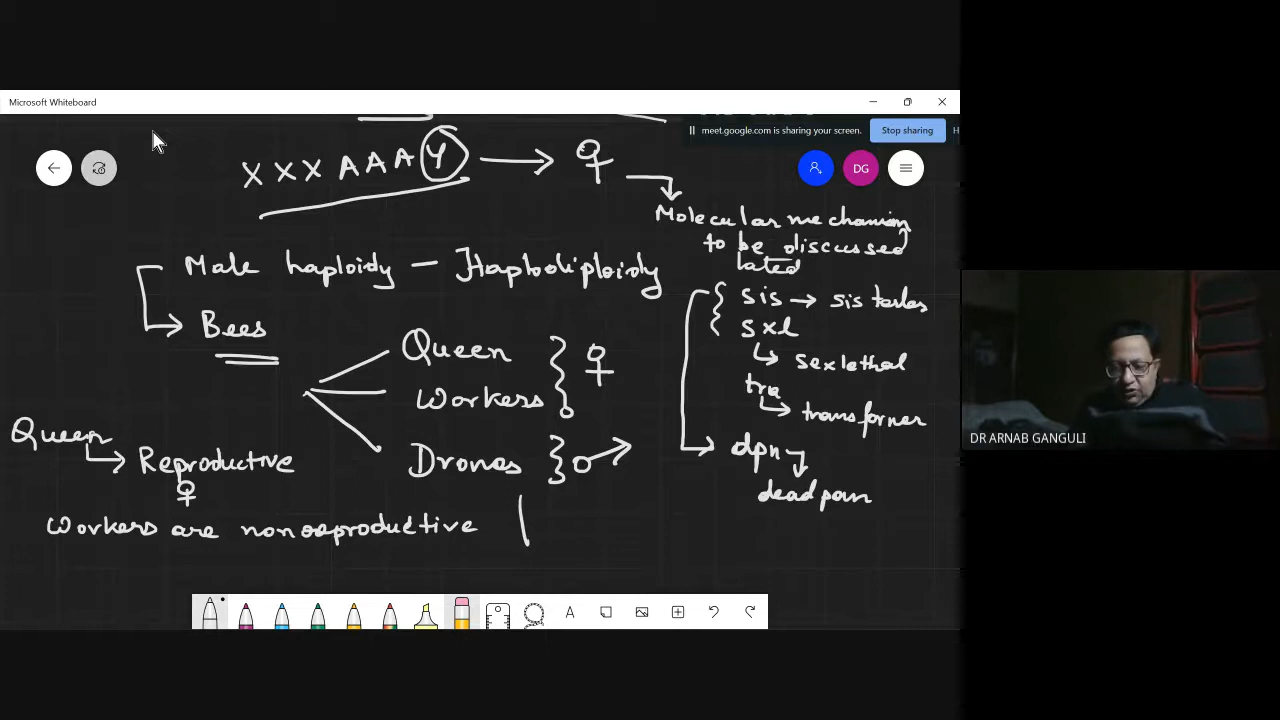 Microsoft Whiteboard
meet.google.com is sharing your screen.
Stop sharing
H
DG
XXX AAA Y → ♀
Molecular mechanism
to be discussed
later
Male haploidy — Haplodiploidy
Bees
Queen
Workers
♀
Drones
♂
Queen
Reproductive
♀
Workers are nonreproductive
sis → sisterless
sxl
sexlethal
tra
transformer
dpn
deadpan
DR ARNAB GANGULI
A